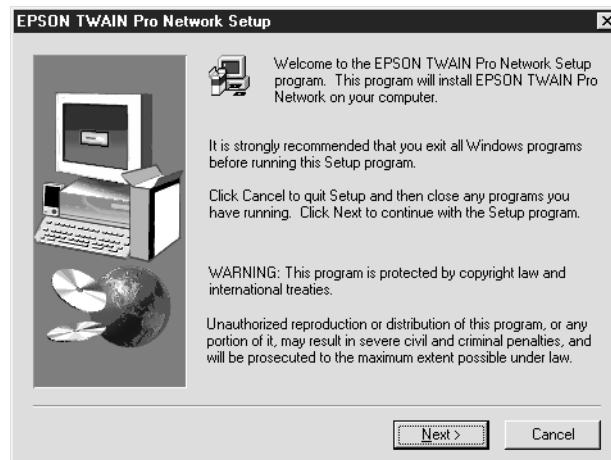 EPSON TWAIN Pro Network Setup
Welcome to the EPSON TWAIN Pro Network Setup
program. This program will install EPSON TWAIN Pro
Network on your computer.
It is strongly recommended that you exit all Windows programs
before running this Setup program.
Click Cancel to quit Setup and then close any programs you
have running. Click Next to continue with the Setup program.
WARNING: This program is protected by copyright law and
international treaties.
Unauthorized reproduction or distribution of this program, or any
portion of it, may result in severe civil and criminal penalties, and
will be prosecuted to the maximum extent possible under law.
Next >
Cancel